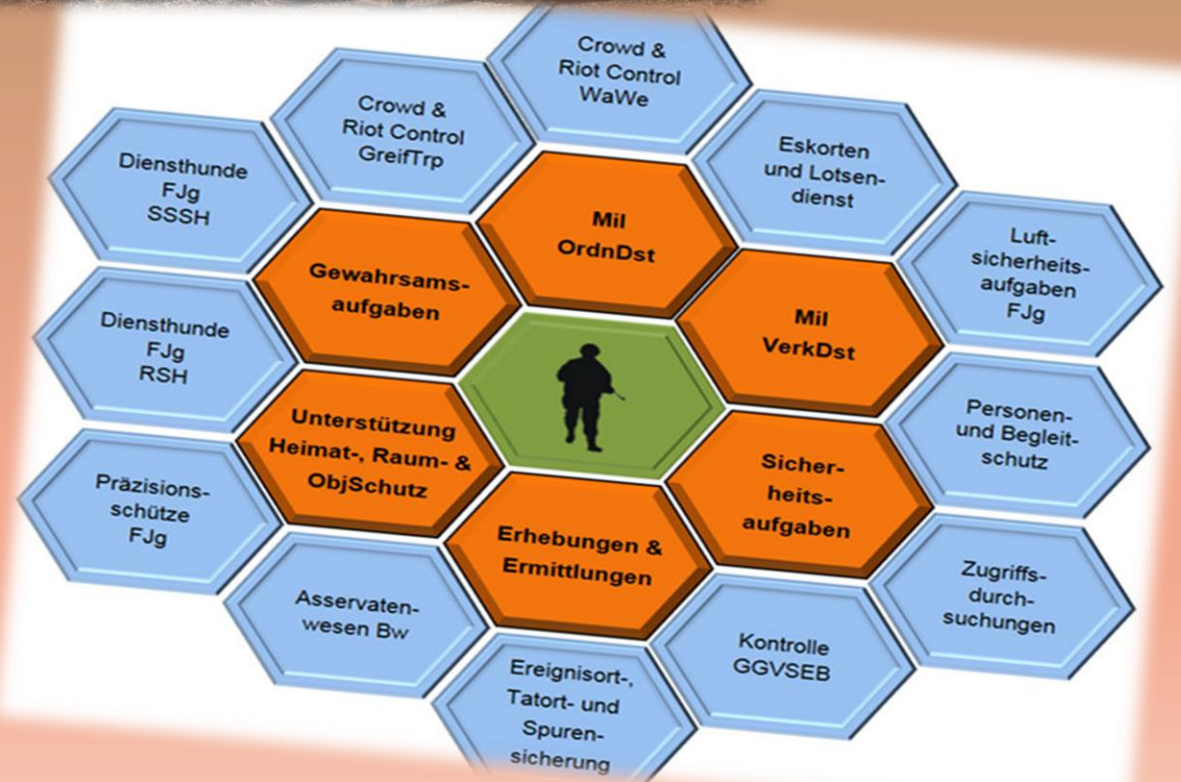 Crowd &
Riot Control
WaWe
Crowd &
Riot Control
GreifTrp
Eskorten
und Lotsen-
dienst
Diensthunde
FJg
SSSH
Mil
OrdnDst
Luft-
sicherheits-
aufgaben
FJg
Gewahrsams-
aufgaben
Mil
VerkDst
Diensthunde
FJg
RSH
Personen-
und Begleit-
schutz
Unterstützung
Heimat-, Raum- &
ObjSchutz
Sicher-
heits-
aufgaben
Präzisions-
schütze
FJg
Erhebungen &
Ermittlungen
Zugriffs-
durch-
suchungen
Asservaten-
wesen Bw
Kontrolle
GGVSEB
Ereignisort-,
Tatort- und
Spuren-
sicherung